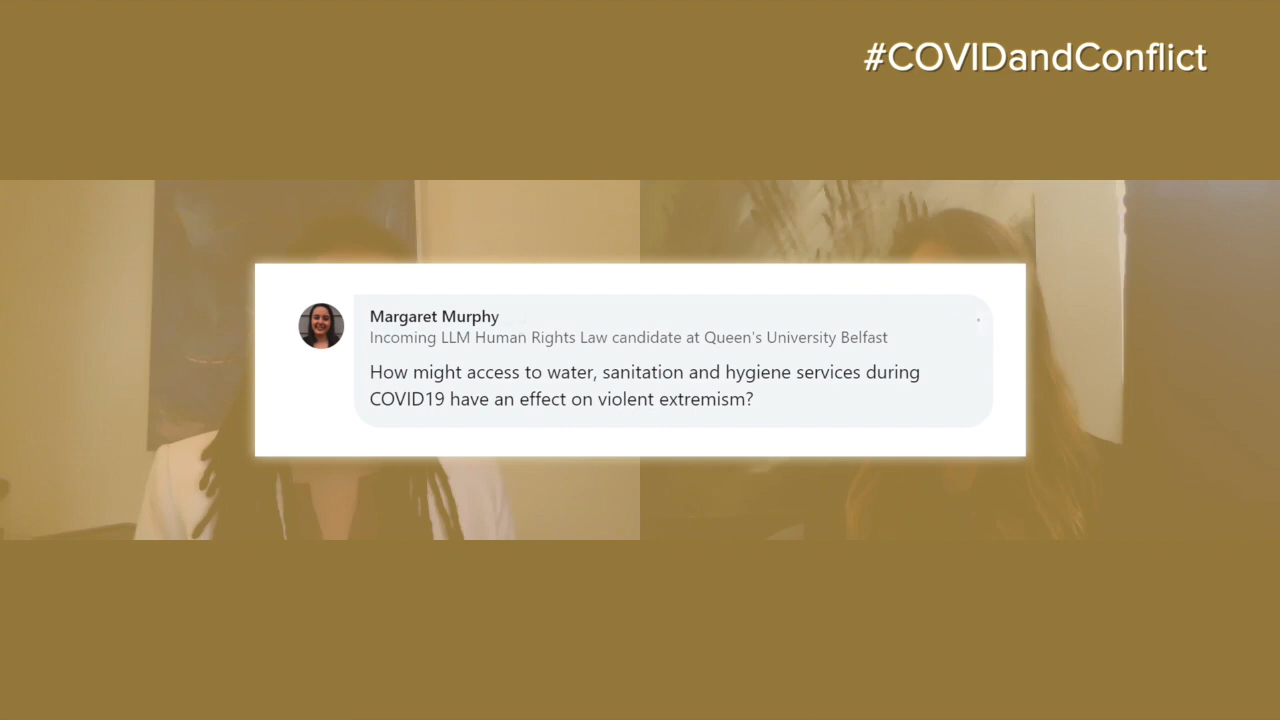 #COVIDandConflict
Margaret Murphy
Incoming LLM Human Rights Law candidate at Queen's University Belfast
How might access to water, sanitation and hygiene services during
COVID19 have an effect on violent extremism?